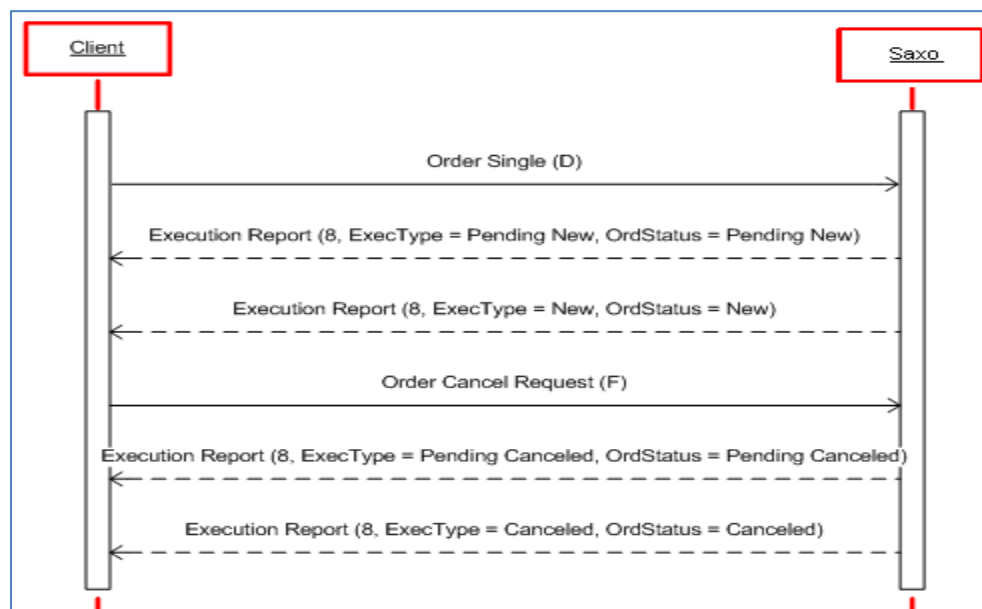 Client
Saxo
Order Single (D)
Execution Report (8, ExecType = Pending New, OrdStatus = Pending New)
Execution Report (8, ExecType = New, OrdStatus = New)
Order Cancel Request (F)
Execution Report (8, ExecType = Pending Canceled, OrdStatus = Pending Canceled)
Execution Report (8, ExecType = Canceled, OrdStatus = Canceled)